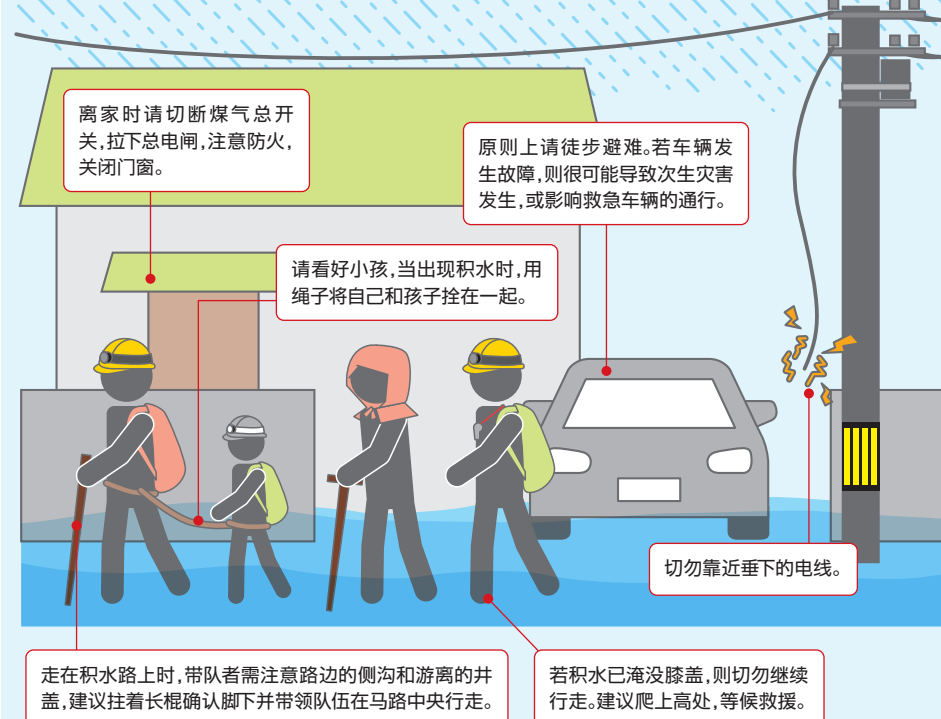 离家时请切断煤气总开
关,拉下总电闸,注意防火,
关闭门窗。
原则上请徒步避难。若车辆发
生故障,则很可能导致次生灾害
发生,或影响救急车辆的通行。
请看好小孩,当出现积水时,用
绳子将自己和孩子拴在一起。
切勿靠近垂下的电线。
走在积水路上时,带队者需注意路边的侧沟和游离的井
盖,建议拄着长棍确认脚下并带领队伍在马路中央行走。
若积水已淹没膝盖,则切勿继续
行走。建议爬上高处,等候救援。